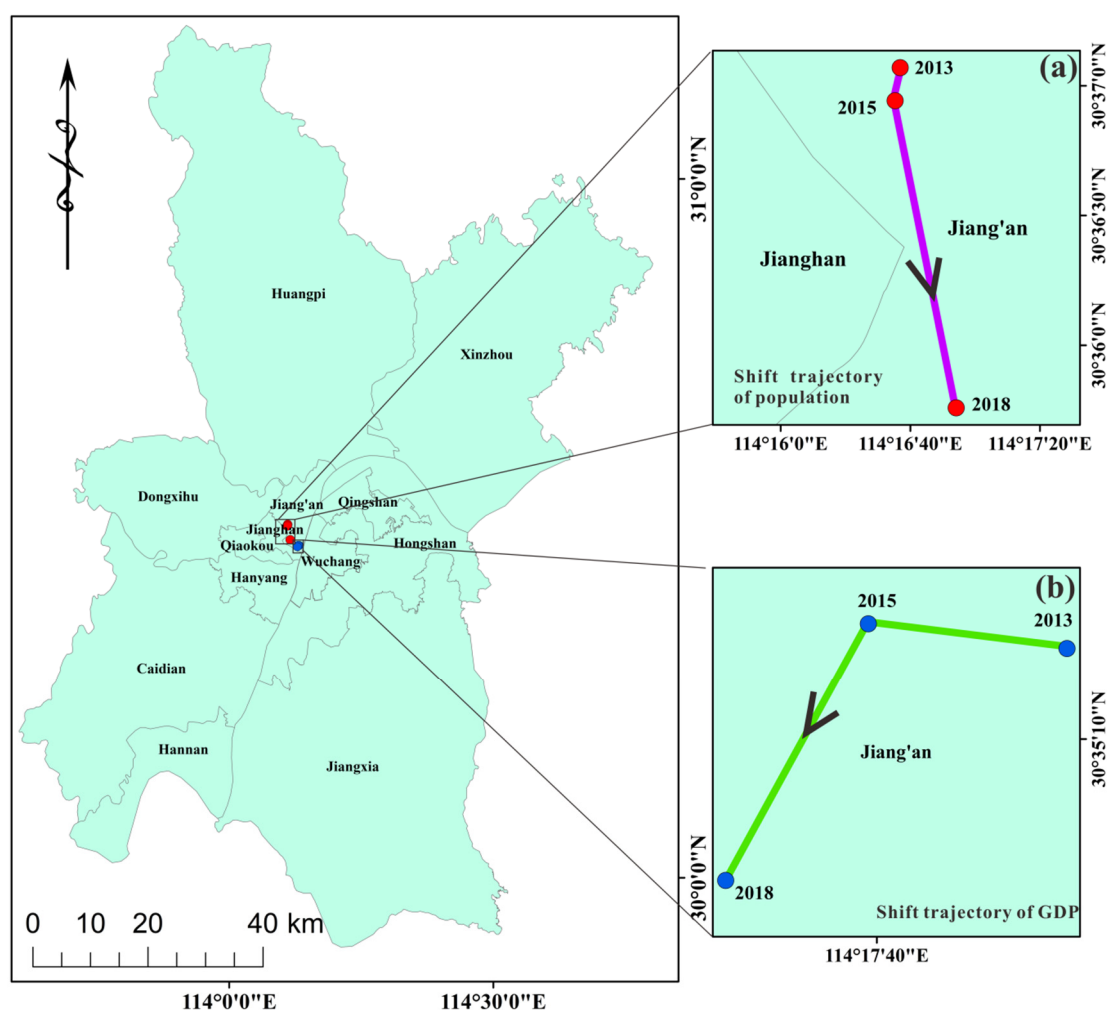 Huangpi
Xinzhou
Dongxihu
Jiang'an
Qingshan
Jianghan
Qiaokou
Hongshan
Wuchang
Hanyang
Caidian
Hannan
Jiangxia
0 10 20 40 km
114°0'0"E 114°30'0"E
31°0'0"N
30°0'0"N
(a)
2013
2015
Jiang'an
Jianghan
Shift trajectory
of population
2018
30°37'0"N
30°36'30"N
30°36'0"N
114°16'0"E 114°16'40"E 114°17'20"E
(b)
2015
2013
Jiang'an
2018
Shift trajectory of GDP
30°35'10"N
114°17'40"E